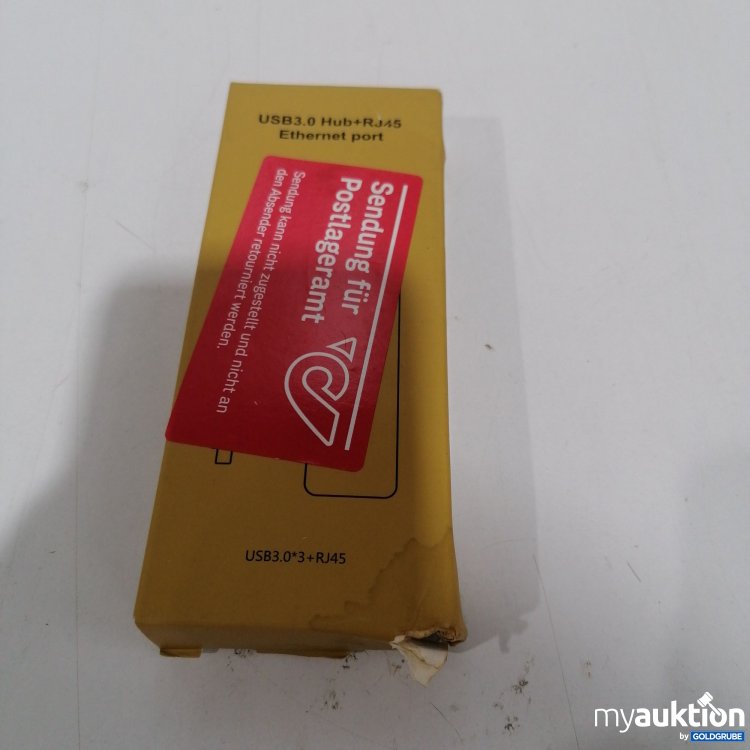 USB3.0 Hub+RJ45
Ethernet port
Sendung für
Postlageramt
Sendung kann nicht zugestellt und nicht an
den Absender retourniert werden.
USB3.0*3+RJ45
myauktion
by GOLDGRUBE